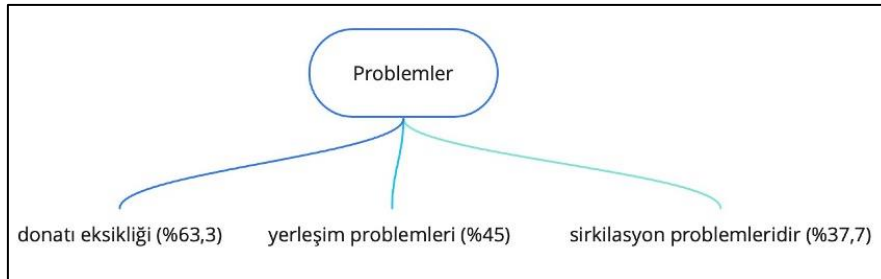 Problemler
donatı eksikliği (%63,3)
yerleşim problemleri (%45)
sirkilasyon problemleridir (%37,7)